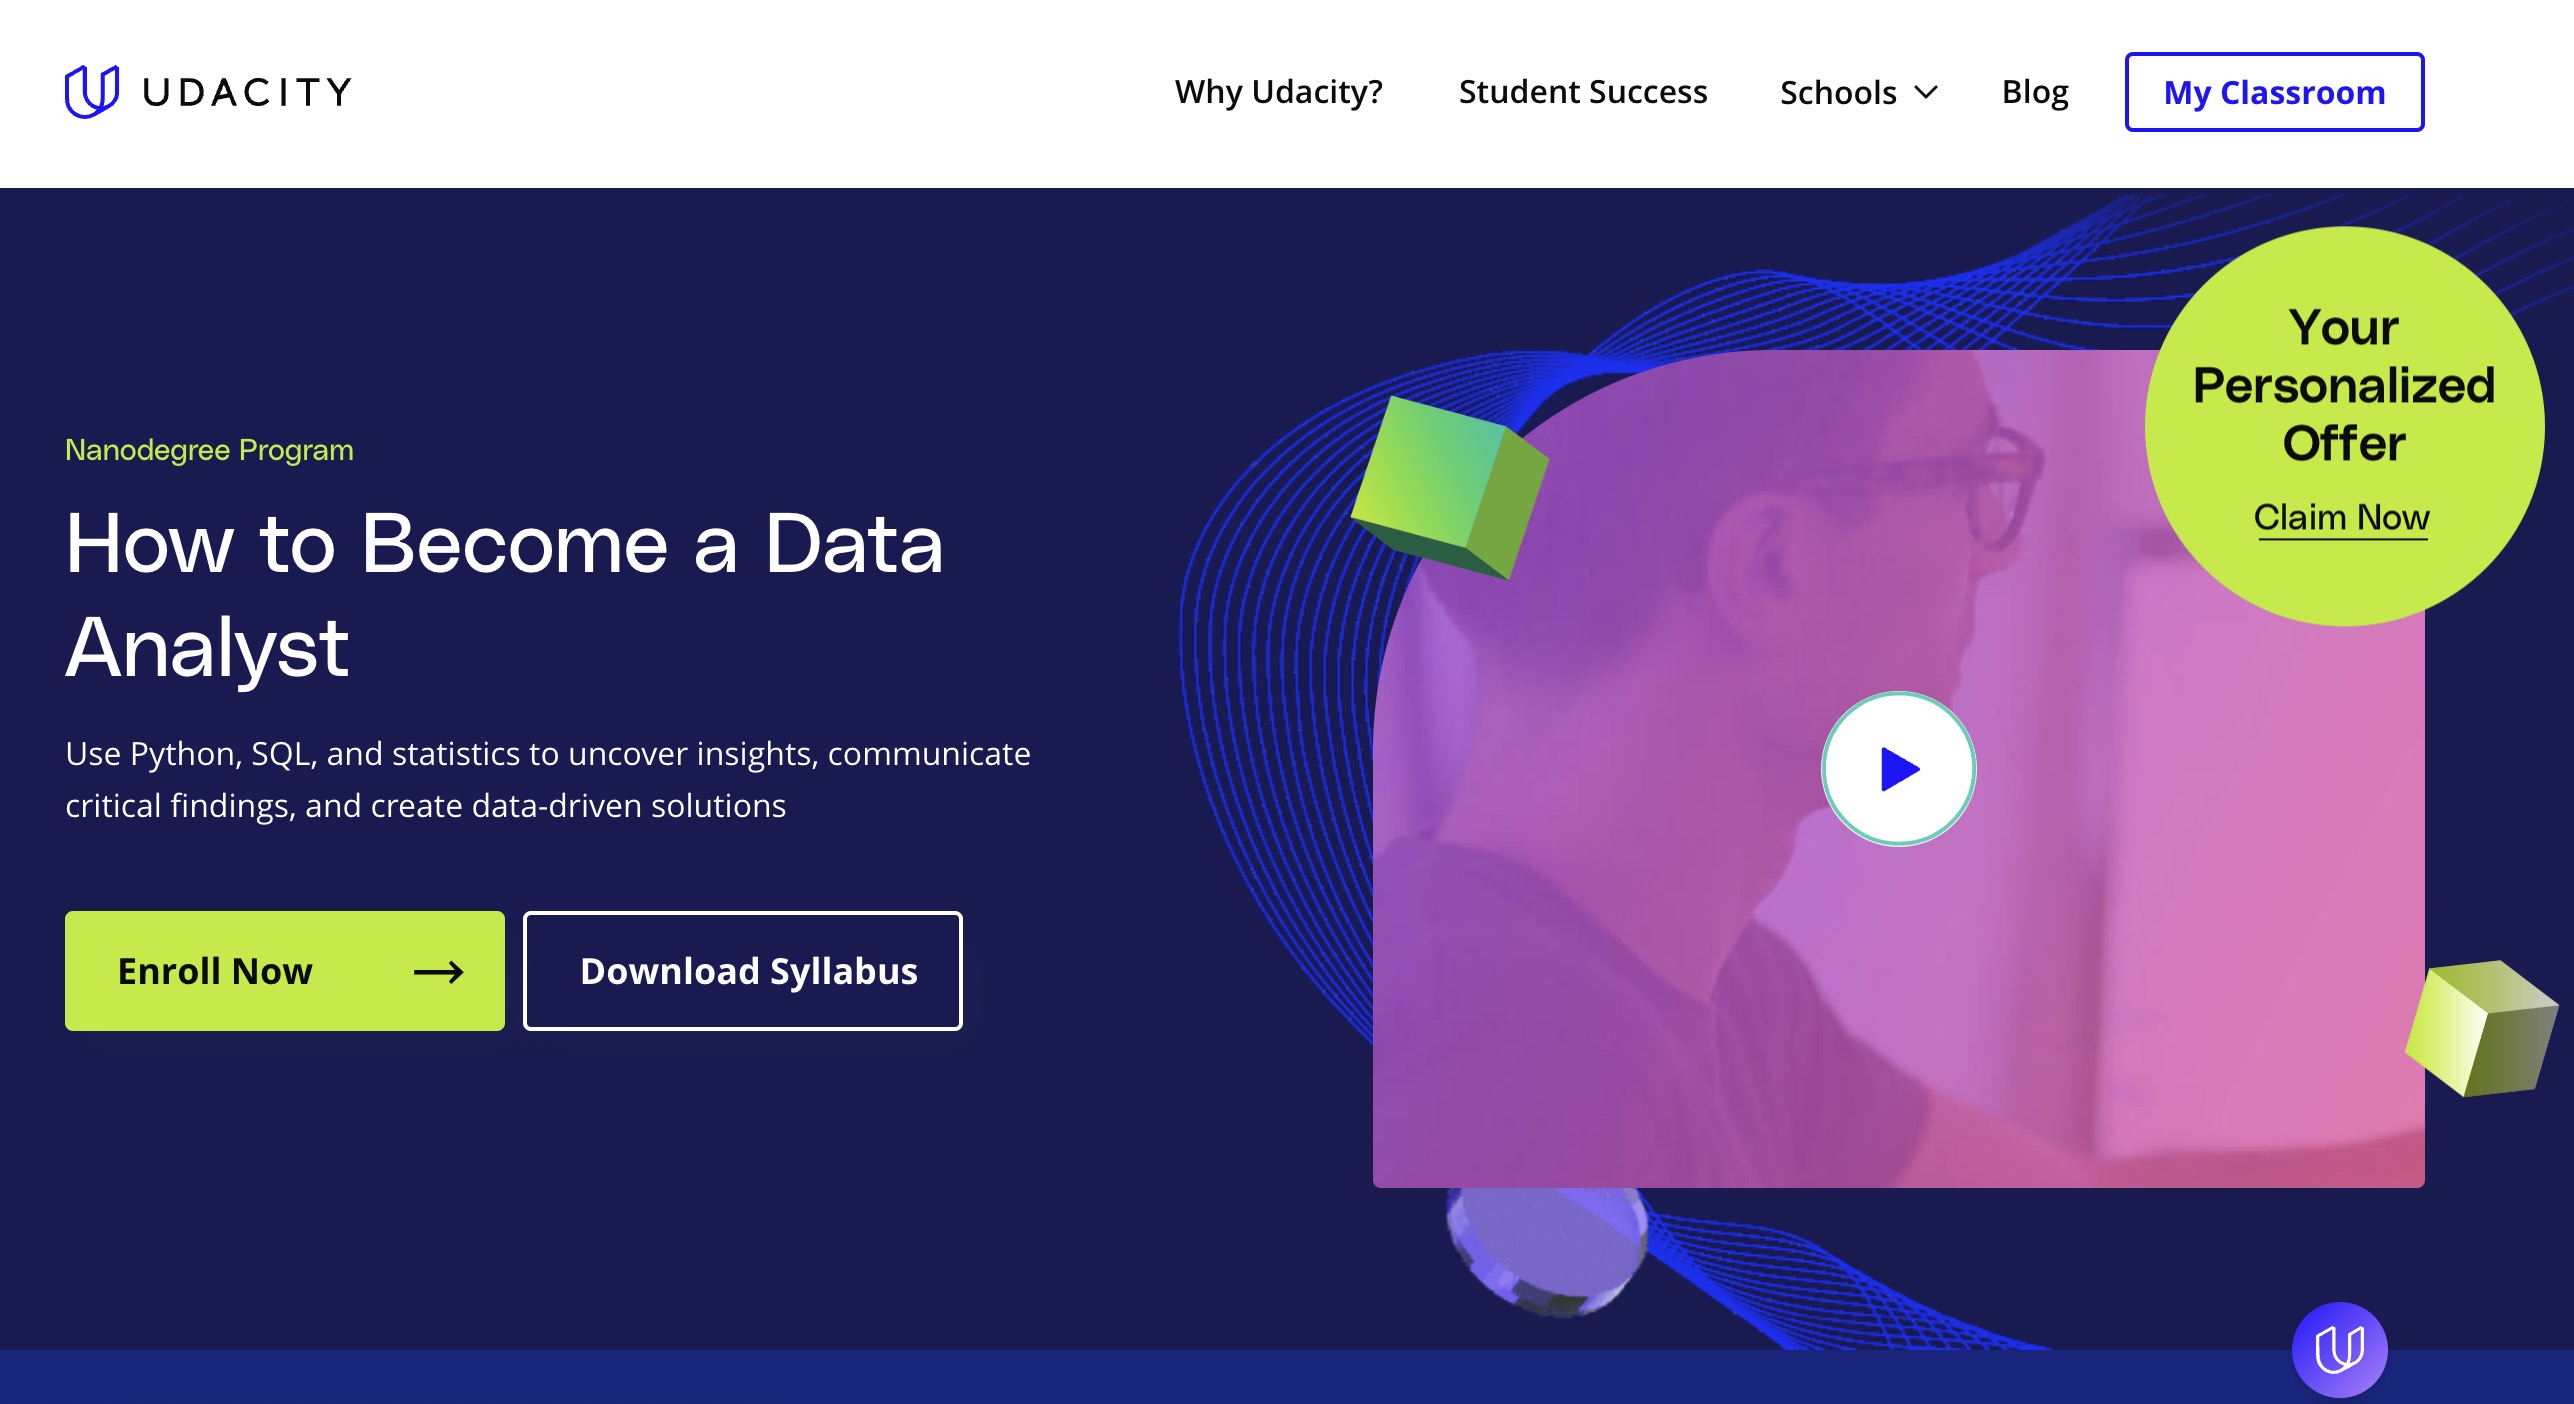 UDACITY
Why Udacity?
Student Success
Schools
Blog
My Classroom
Your
Personalized
Offer
Claim Now
Nanodegree Program
How to Become a Data
Analyst
Use Python, SQL, and statistics to uncover insights, communicate
critical findings, and create data-driven solutions
Enroll Now
Download Syllabus